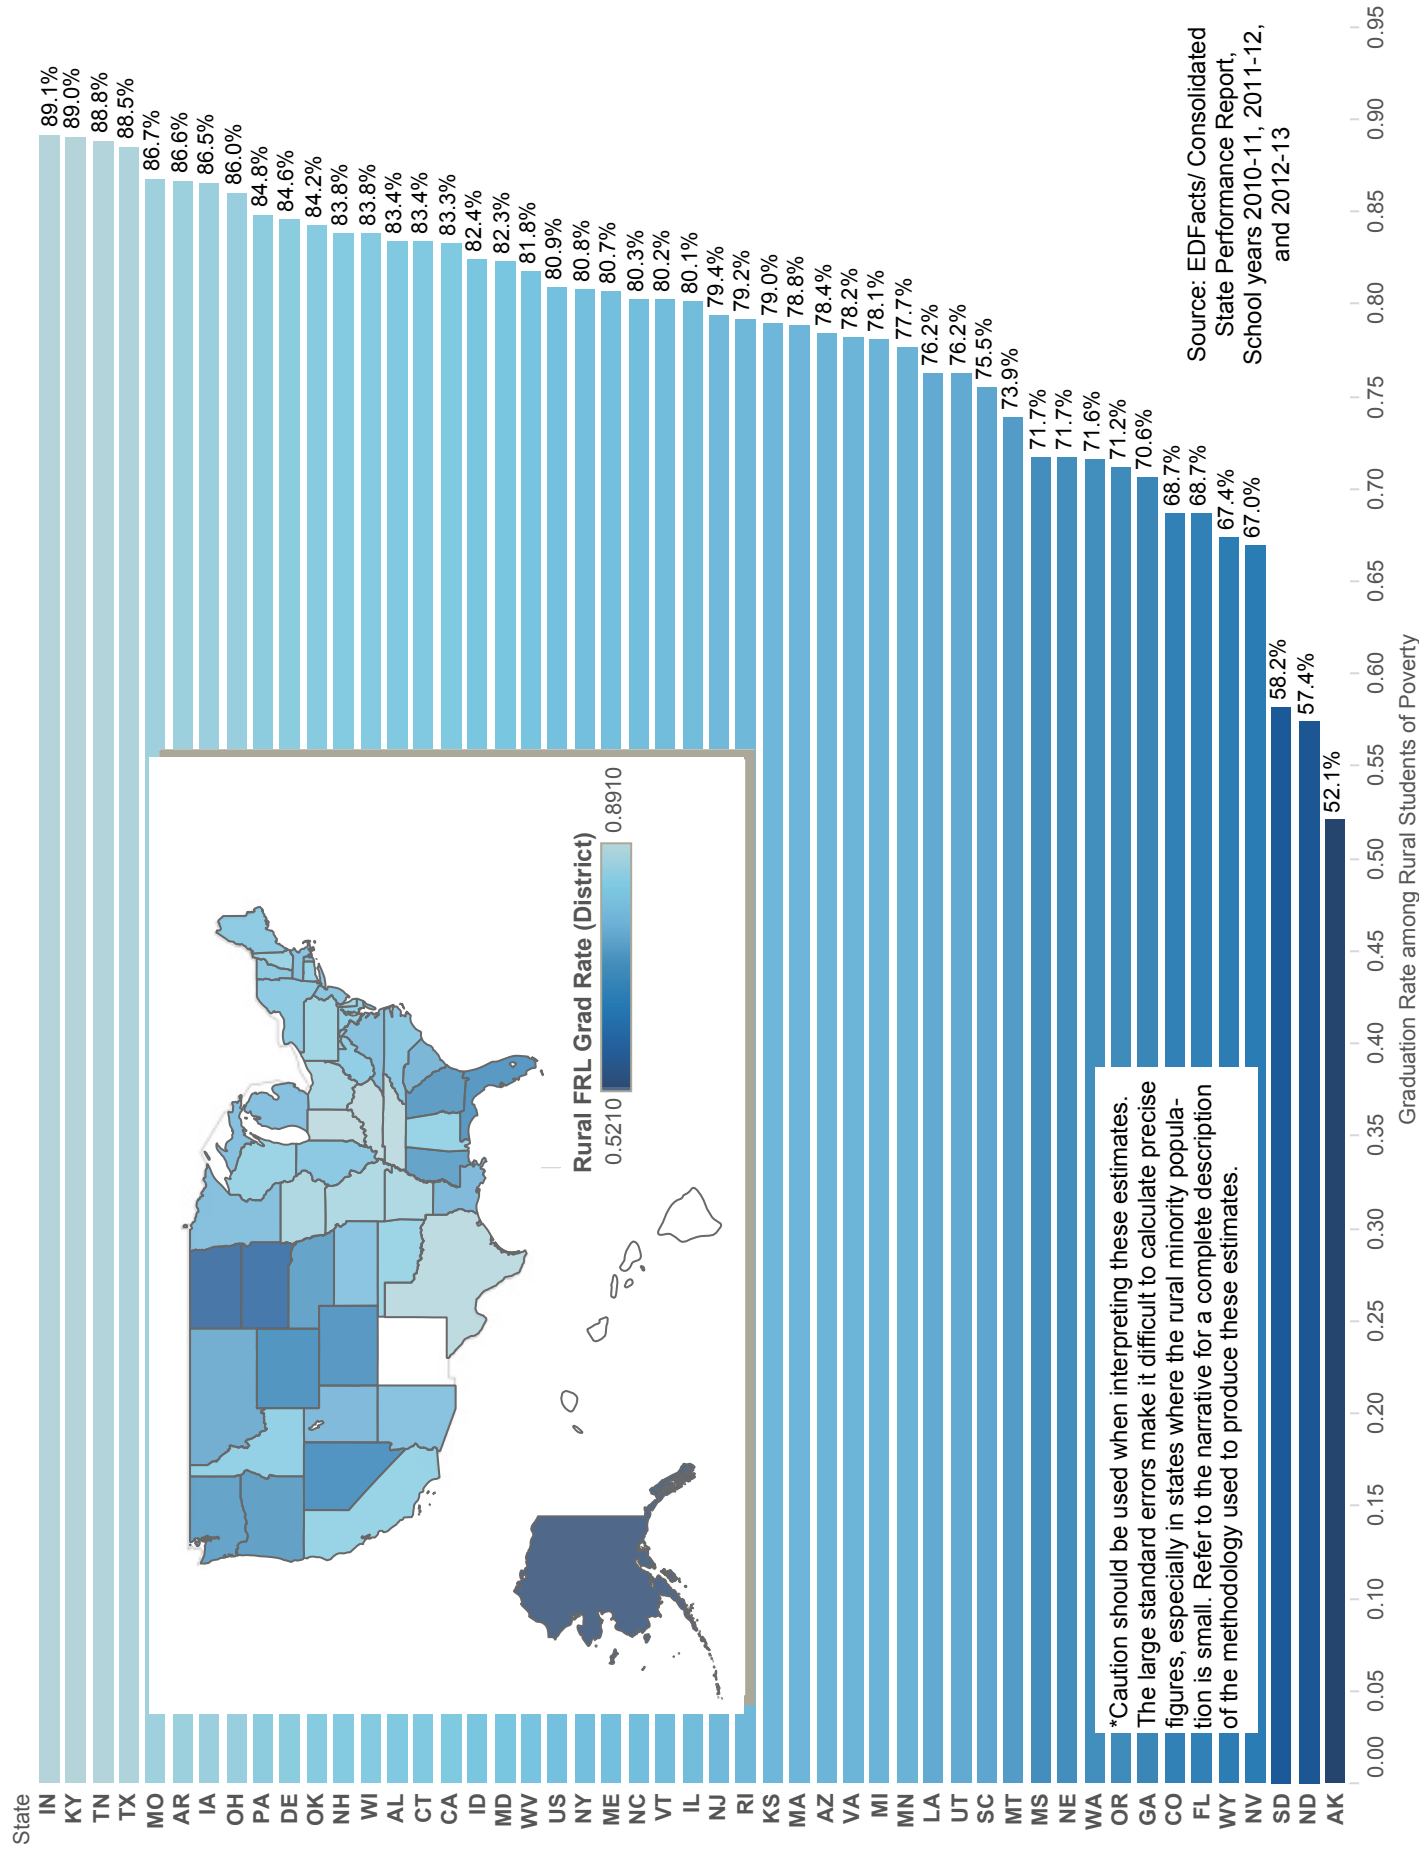 State
IN 89.1%
KY 89.0%
TN 88.8%
TX 88.5%
MO 86.7%
AR 86.6%
IA 86.5%
OH 86.0%
PA 84.8%
DE 84.6%
OK 84.2%
NH 83.8%
WI 83.8%
AL 83.4%
CT 83.4%
CA 83.3%
ID 82.4%
MD 82.3%
WV 81.8%
US 80.9%
NY 80.8%
ME 80.7%
NC 80.3%
VT 80.2%
IL 80.1%
NJ 79.4%
RI 79.2%
KS 79.0%
MA 78.8%
AZ 78.4%
VA 78.2%
MI 78.1%
MN 77.7%
LA 76.2%
UT 76.2%
SC 75.5%
MT 73.9%
MS 71.7%
NE 71.7%
WA 71.6%
OR 71.2%
GA 70.6%
CO 68.7%
FL 68.7%
WY 67.4%
NV 67.0%
SD 58.2%
ND 57.4%
AK 52.1%
Rural FRL Grad Rate (District)
0.5210 0.8910
*Caution should be used when interpreting these estimates.
The large standard errors make it difficult to calculate precise
figures, especially in states where the rural minority popula-
tion is small. Refer to the narrative for a complete description
of the methodology used to produce these estimates.
Source: EDFacts/ Consolidated
State Performance Report,
School years 2010-11, 2011-12,
and 2012-13
0.00 0.05 0.10 0.15 0.20 0.25 0.30 0.35 0.40 0.45 0.50 0.55 0.60 0.65 0.70 0.75 0.80 0.85 0.90 0.95
Graduation Rate among Rural Students of Poverty